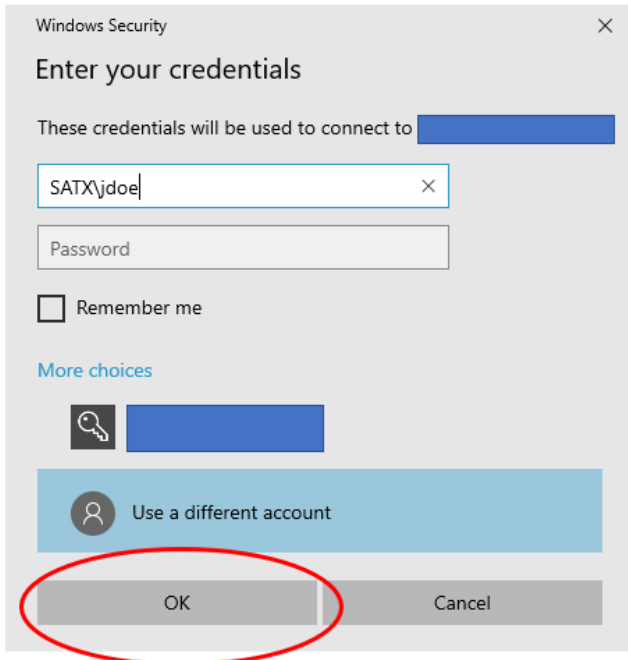 Windows Security
Enter your credentials
These credentials will be used to connect to
SATX\jdoe
Password
Remember me
More choices
Use a different account
OK
Cancel